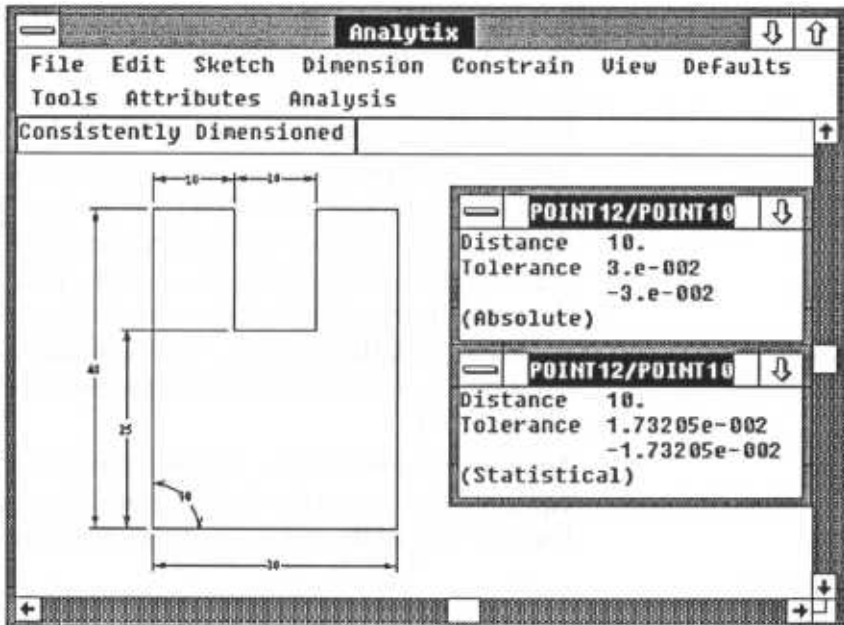 Analytix
File Edit Sketch Dimension Constrain View Defaults
Tools Attributes Analysis
Consistently Dimensioned
10 10
POINT12/POINT10
Distance 10.
Tolerance 3.e-002
-3.e-002
(Absolute)
25
POINT12/POINT10
Distance 10.
Tolerance 1.73205e-002
-1.73205e-002
(Statistical)
30